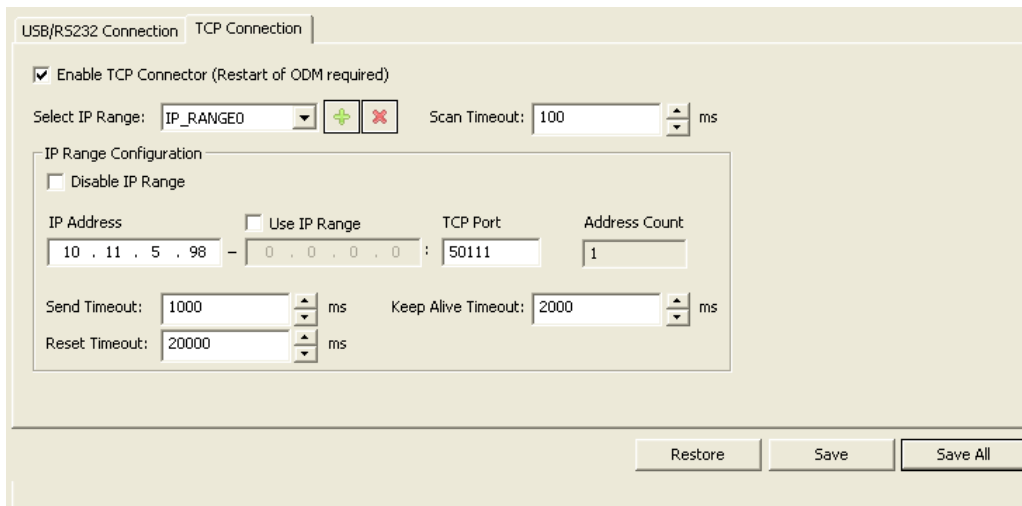 USB/RS232 Connection TCP Connection
Enable TCP Connector (Restart of ODM required)
Select IP Range: IP_RANGE0 Scan Timeout: 100 ms
IP Range Configuration
Disable IP Range
IP Address Use IP Range TCP Port Address Count
10 . 11 . 5 . 98 – 0 . 0 . 0 . 0 : 50111 1
Send Timeout: 1000 ms Keep Alive Timeout: 2000 ms
Reset Timeout: 20000 ms
Restore Save Save All